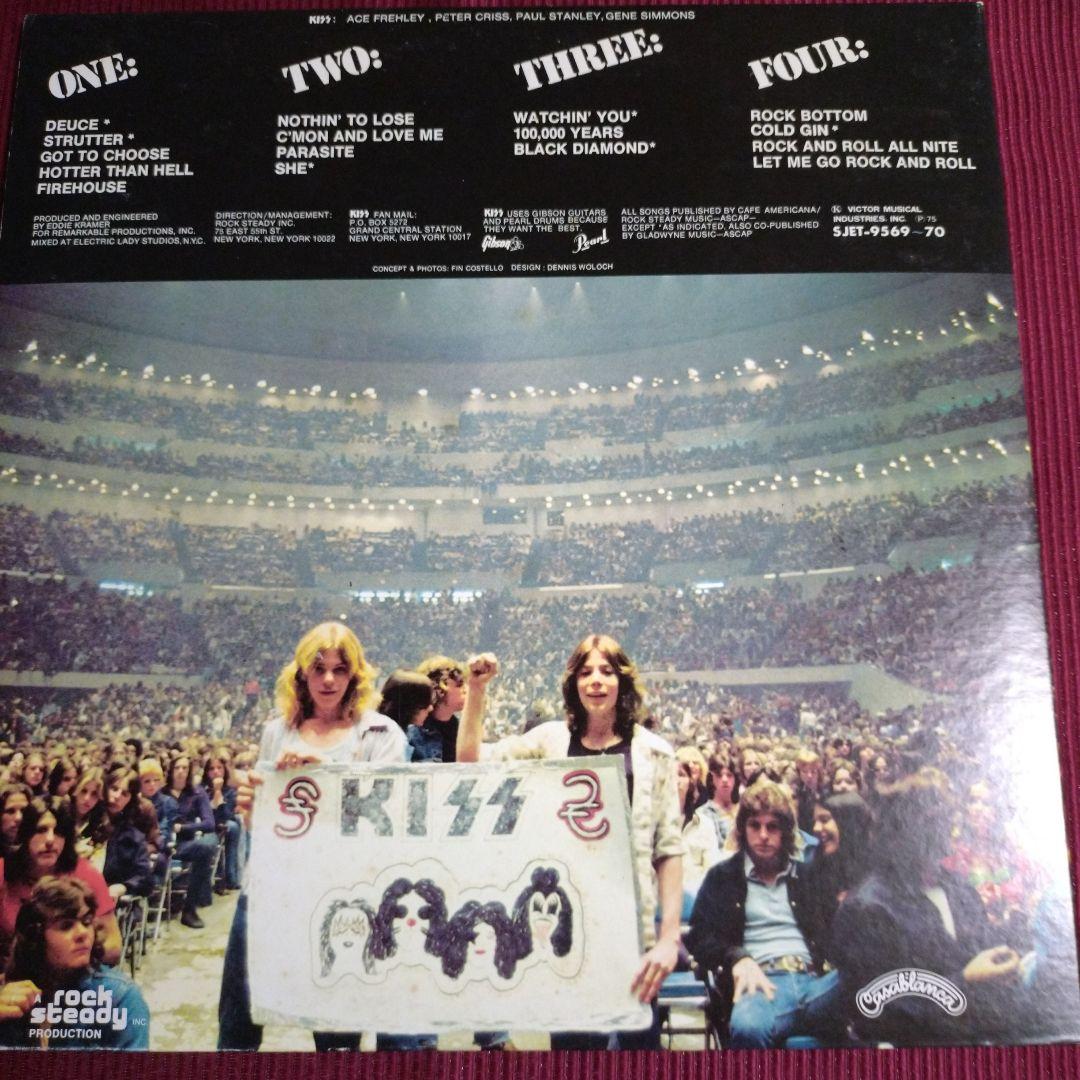 KISS: ACE FREHLEY, PETER CRISS, PAUL STANLEY, GENE SIMMONS
ONE:
DEUCE *
STRUTTER *
GOT TO CHOOSE
HOTTER THAN HELL
FIREHOUSE
TWO:
NOTHIN' TO LOSE
C'MON AND LOVE ME
PARASITE
SHE*
THREE:
WATCHIN' YOU*
100,000 YEARS
BLACK DIAMOND*
FOUR:
ROCK BOTTOM
COLD GIN *
ROCK AND ROLL ALL NITE
LET ME GO ROCK AND ROLL
PRODUCED AND ENGINEERED
BY EDDIE KRAMER
FOR REMARKABLE PRODUCTIONS, INC.
MIXED AT ELECTRIC LADY STUDIOS, N.Y.C.
DIRECTION/MANAGEMENT:
ROCK STEADY INC.
75 EAST 55th ST.
NEW YORK, NEW YORK 10022
KISS FAN MAIL:
P.O. BOX 5272
GRAND CENTRAL STATION
NEW YORK, NEW YORK 10017
KISS USES GIBSON GUITARS
AND PEARL DRUMS BECAUSE
THEY WANT THE BEST.
Gibson
Pearl
ALL SONGS PUBLISHED BY CAFE AMERICANA/
ROCK STEADY MUSIC—ASCAP—
EXCEPT *AS INDICATED, ALSO CO-PUBLISHED
BY GLADWYNE MUSIC—ASCAP
Ⓚ VICTOR MUSICAL
INDUSTRIES, INC. Ⓟ 75
SJET-9569~70
CONCEPT & PHOTOS: FIN COSTELLO DESIGN: DENNIS WOLOCH
KISS
A rock
steady INC.
PRODUCTION
Casablanca